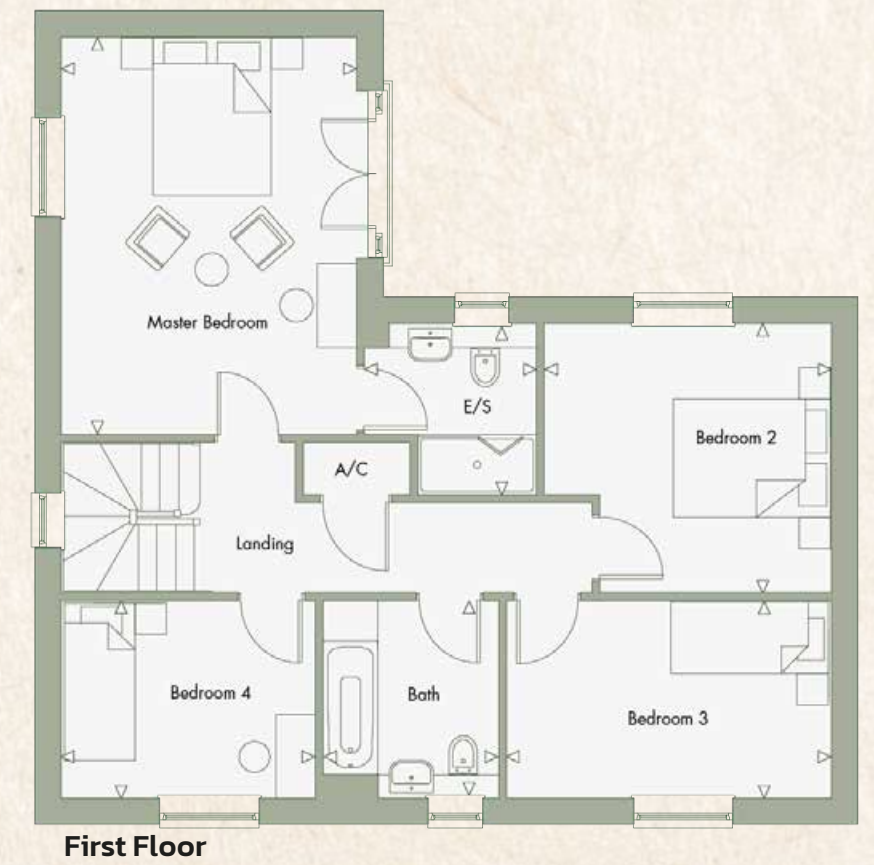 Master Bedroom
E/S
Bedroom 2
A/C
Landing
Bedroom 4
Bath
Bedroom 3
First Floor